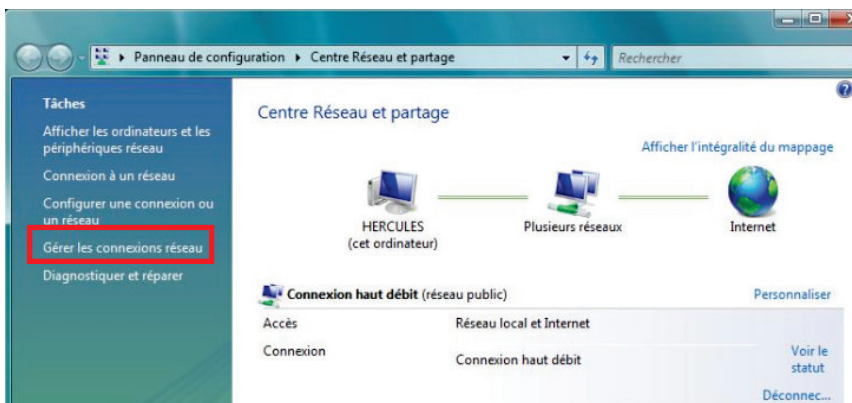 Panneau de configuration
Centre Réseau et partage
Rechercher
Tâches
Afficher les ordinateurs et les
périphériques réseau
Connexion à un réseau
Configurer une connexion ou
un réseau
Gérer les connexions réseau
Diagnostiquer et réparer
Centre Réseau et partage
Afficher l'intégralité du mappage
HERCULES
(cet ordinateur)
Plusieurs réseaux
Internet
Connexion haut débit (réseau public)
Personnaliser
Accès
Réseau local et Internet
Connexion
Connexion haut débit
Voir le
statut
Déconnec...